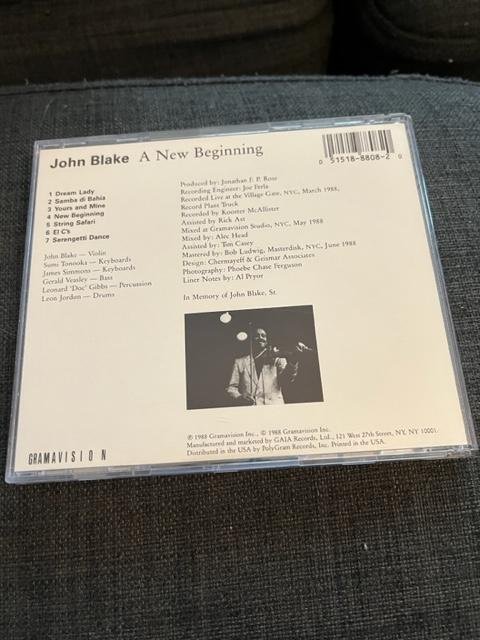 John Blake A New Beginning
0 51518-8808-2 0
1 Dream Lady
2 Samba di Bahia
3 Yours and Mine
4 New Beginning
5 String Safari
6 El C's
7 Serengetti Dance
John Blake — Violin
Sumi Tonooka — Keyboards
James Simmons — Keyboards
Gerald Veasley — Bass
Leonard 'Doc' Gibbs — Percussion
Leon Jordon — Drums
Produced by: Jonathan F. P. Rose
Recording Engineer: Joe Ferla
Recorded Live at the Village Gate, NYC, March 1988,
Record Plant Truck
Recorded by Kooster McAllister
Assisted by Rick Ast
Mixed at Gramavision Studio, NYC, May 1988
Mixed by: Alec Head
Assisted by: Tim Casey
Mastered by: Bob Ludwig, Masterdisk, NYC, June 1988
Design: Chermayeff & Geismar Associates
Photography: Phoebe Chase Ferguson
Liner Notes by: Al Pryor
In Memory of John Blake, Sr.
℗ 1988 Gramavision Inc., © 1988 Gramavision Inc.
Manufactured and marketed by GAIA Records, Ltd., 121 West 27th Street, NY, NY, 10001.
Distributed in the USA by PolyGram Records, Inc. Printed in the USA.
GRAMAVISION